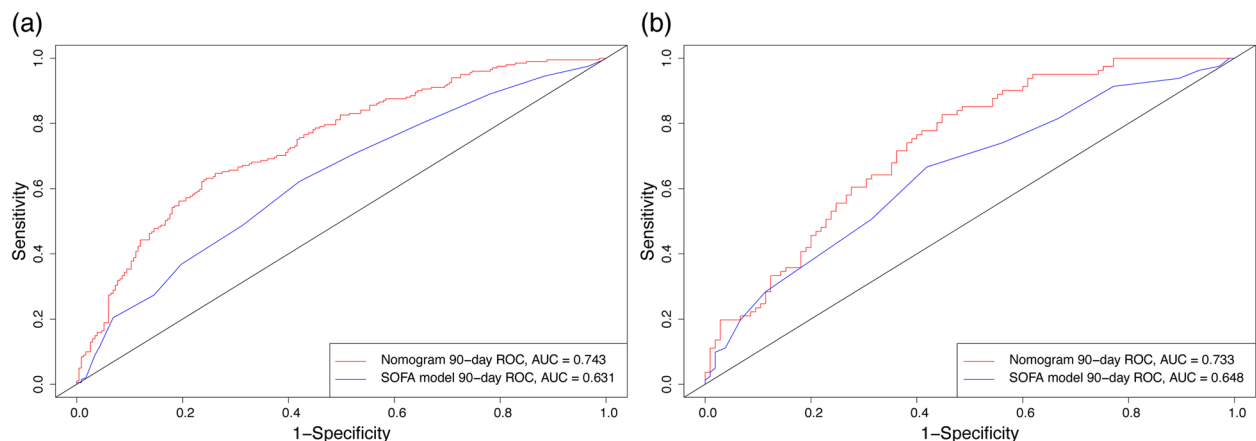 (a)
Sensitivity
1.0
0.8
0.6
0.4
0.2
0.0
Nomogram 90−day ROC, AUC = 0.743
SOFA model 90−day ROC, AUC = 0.631
0.0 0.2 0.4 0.6 0.8 1.0
1−Specificity
(b)
Sensitivity
1.0
0.8
0.6
0.4
0.2
0.0
Nomogram 90−day ROC, AUC = 0.733
SOFA model 90−day ROC, AUC = 0.648
0.0 0.2 0.4 0.6 0.8 1.0
1−Specificity